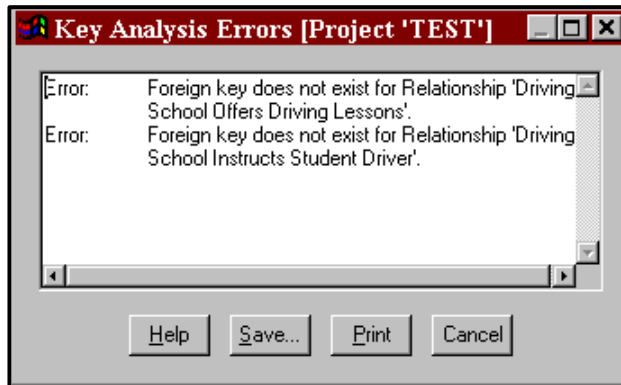 Key Analysis Errors [Project 'TEST']
Error: Foreign key does not exist for Relationship 'Driving
School Offers Driving Lessons'.
Error: Foreign key does not exist for Relationship 'Driving
School Instructs Student Driver'.
Help Save... Print Cancel